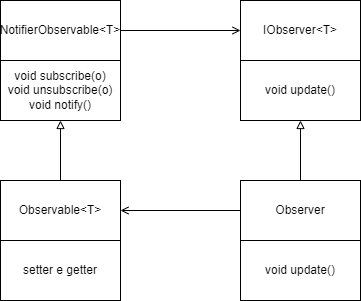 NotifierObservable<T>
void subscribe(o)
void unsubscribe(o)
void notify()
IObserver<T>
void update()
Observable<T>
setter e getter
Observer
void update()